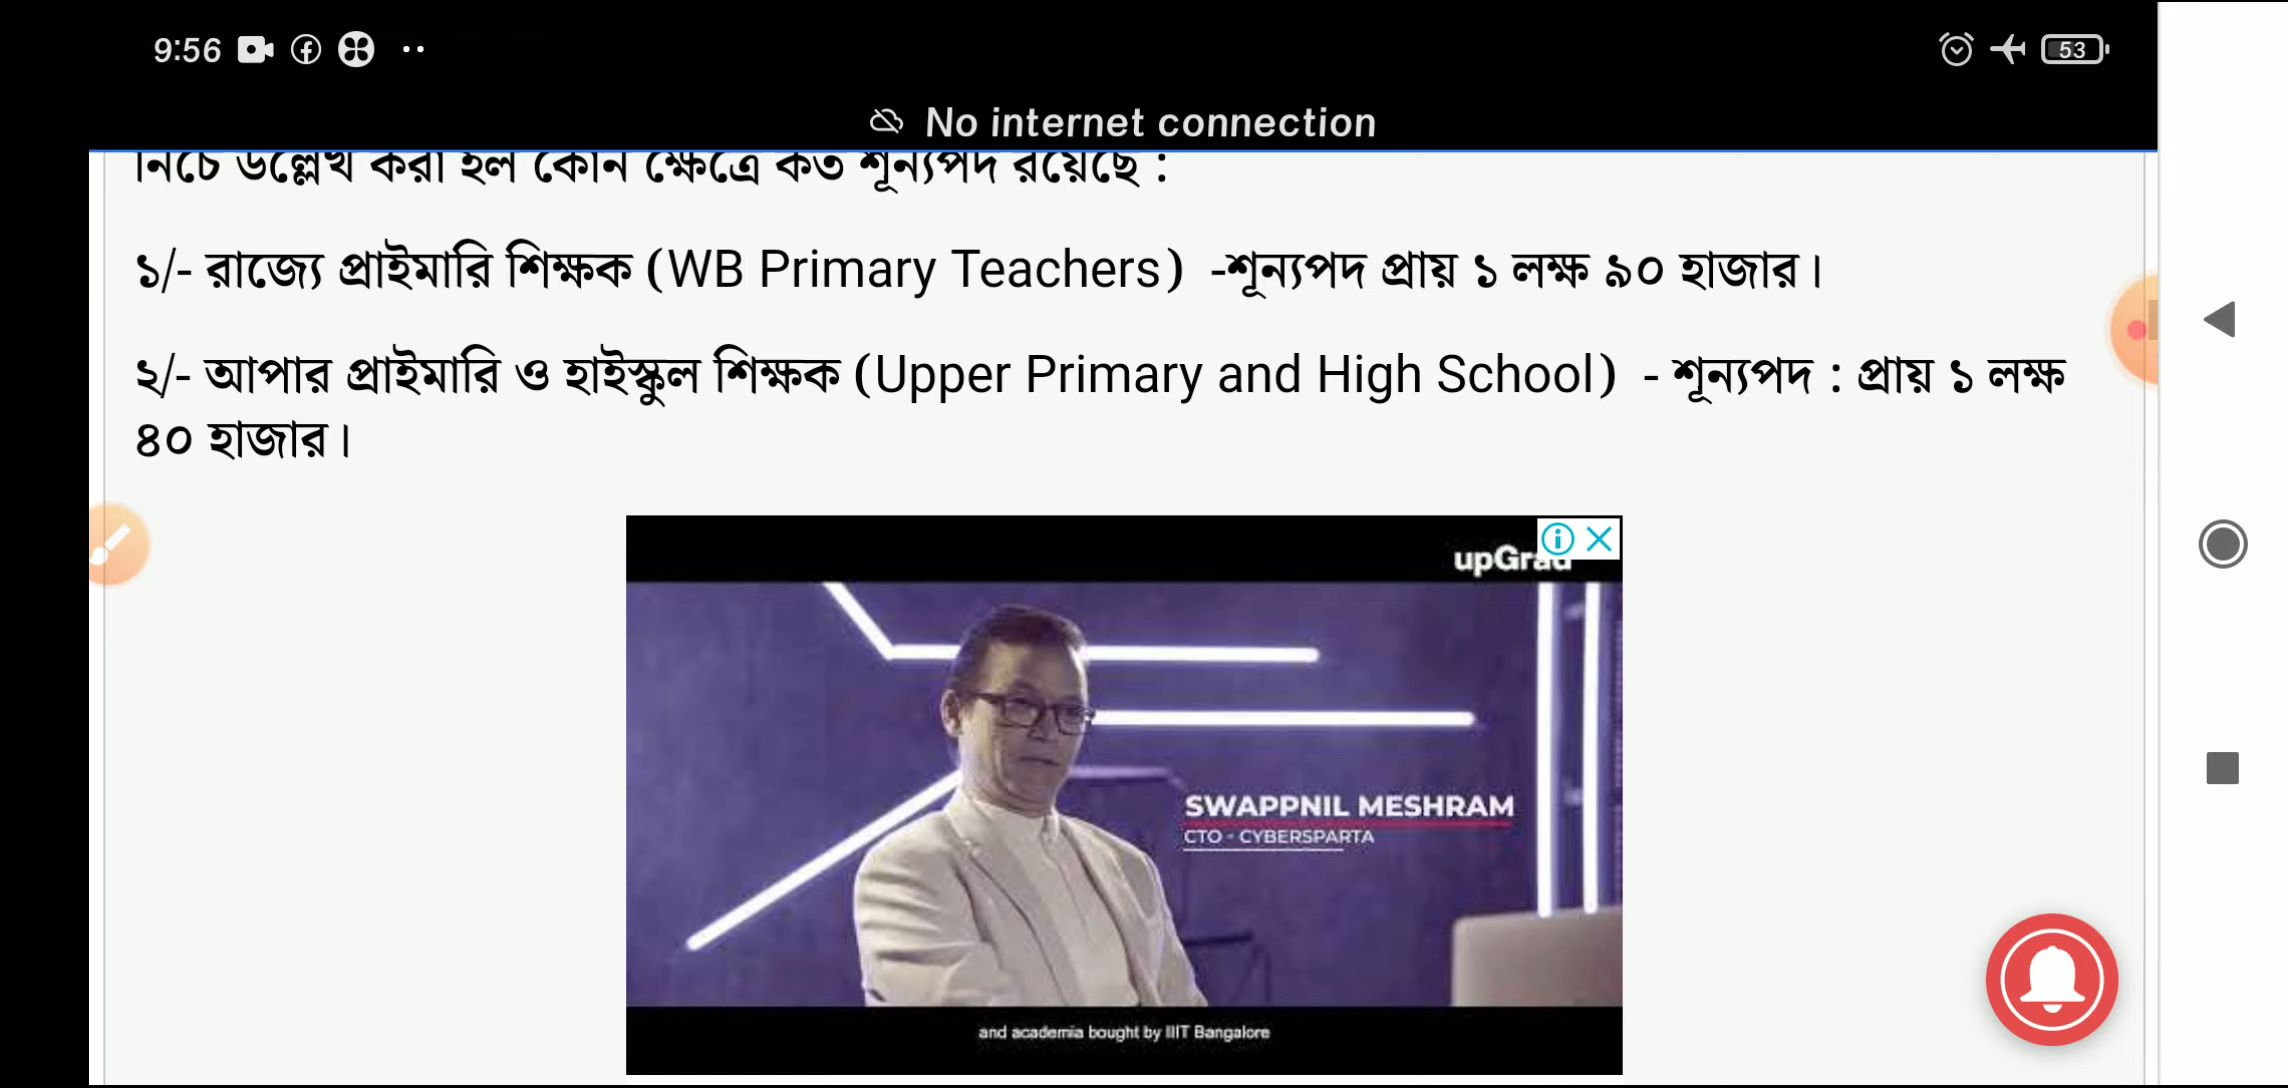 9:56
53
No internet connection
নিচে উল্লেখ করা হল কোন ক্ষেত্রে কত শূন্যপদ রয়েছে :
১/- রাজ্যে প্রাইমারি শিক্ষক (WB Primary Teachers) -শূন্যপদ প্রায় ১ লক্ষ ৯০ হাজার।
২/- আপার প্রাইমারি ও হাইস্কুল শিক্ষক (Upper Primary and High School) - শূন্যপদ : প্রায় ১ লক্ষ
৪০ হাজার।
upGrad
SWAPPNIL MESHRAM
CTO - CYBERSPARTA
and academia bought by IIIT Bangalore